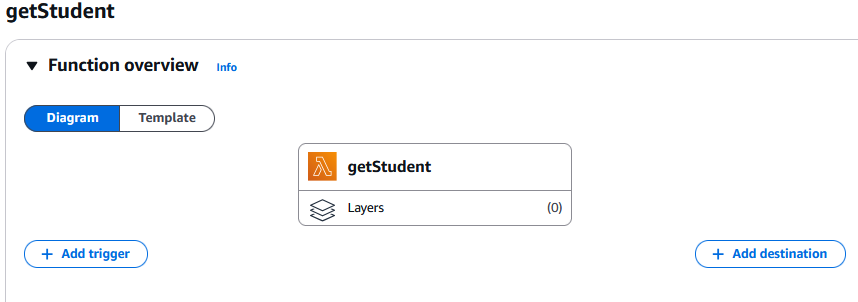 getStudent
Function overview Info
Diagram Template
getStudent
Layers (0)
Add trigger Add destination